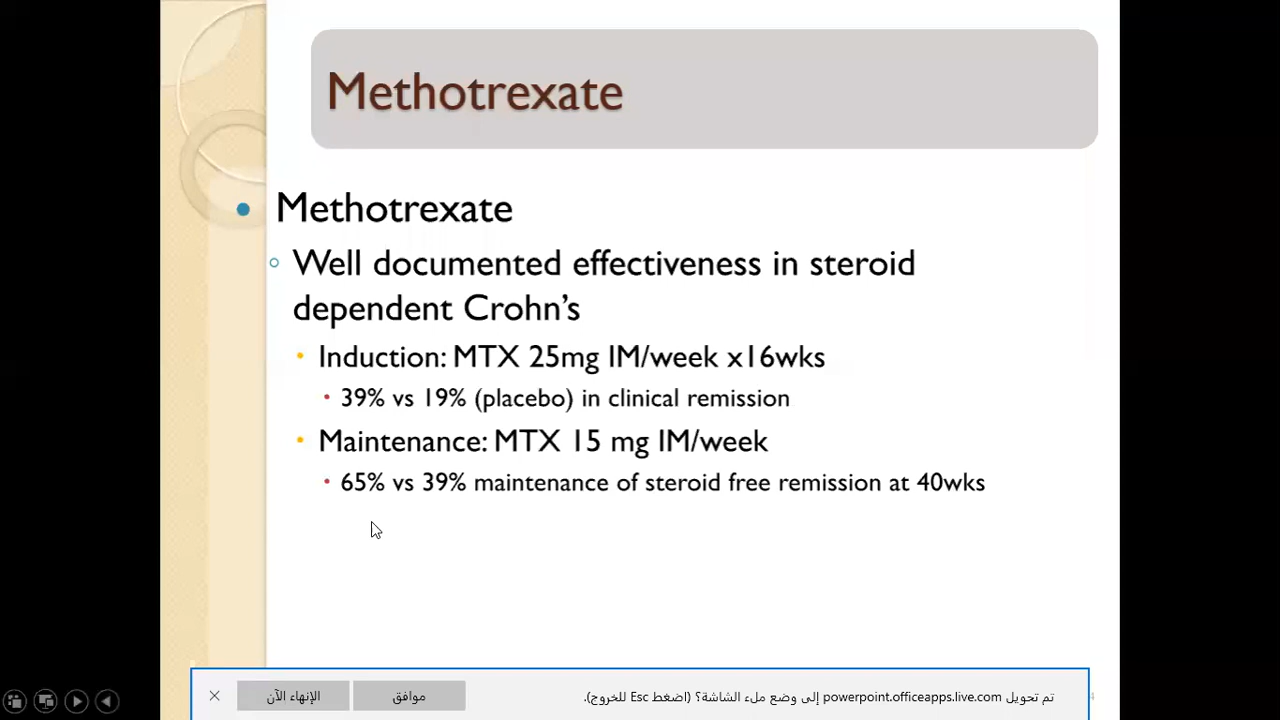 Methotrexate
Methotrexate
Well documented effectiveness in steroid
dependent Crohn's
Induction: MTX 25mg IM/week x16wks
39% vs 19% (placebo) in clinical remission
Maintenance: MTX 15 mg IM/week
65% vs 39% maintenance of steroid free remission at 40wks
تم تحويل powerpoint.officeapps.live.com إلى وضع ملء الشاشة؟ (اضغط Esc للخروج).
موافق
الإنهاء الآن